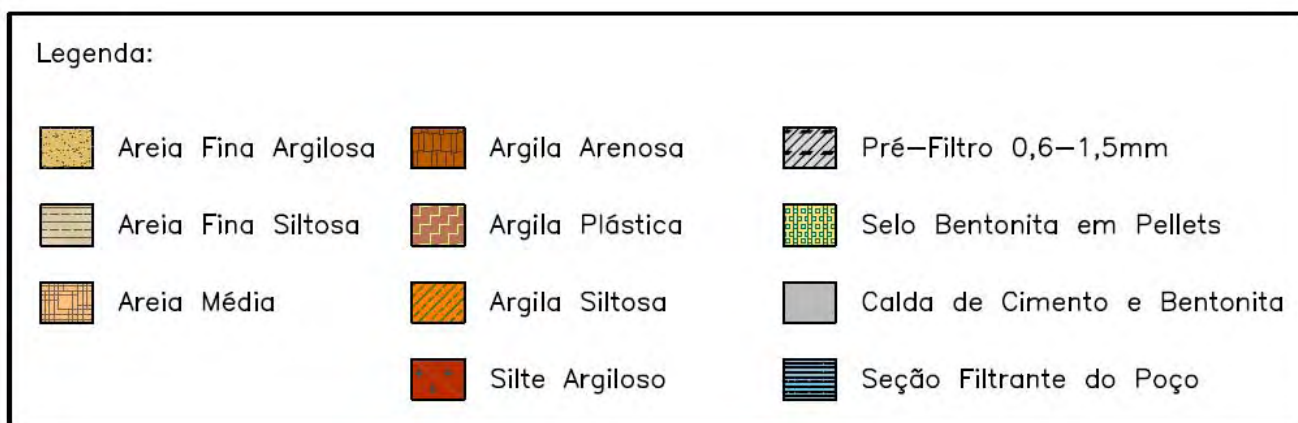 Legenda:
Areia Fina Argilosa
Areia Fina Siltosa
Areia Média
Argila Arenosa
Argila Plástica
Argila Siltosa
Silte Argiloso
Pré-Filtro 0,6-1,5mm
Selo Bentonita em Pellets
Calda de Cimento e Bentonita
Seção Filtrante do Poço